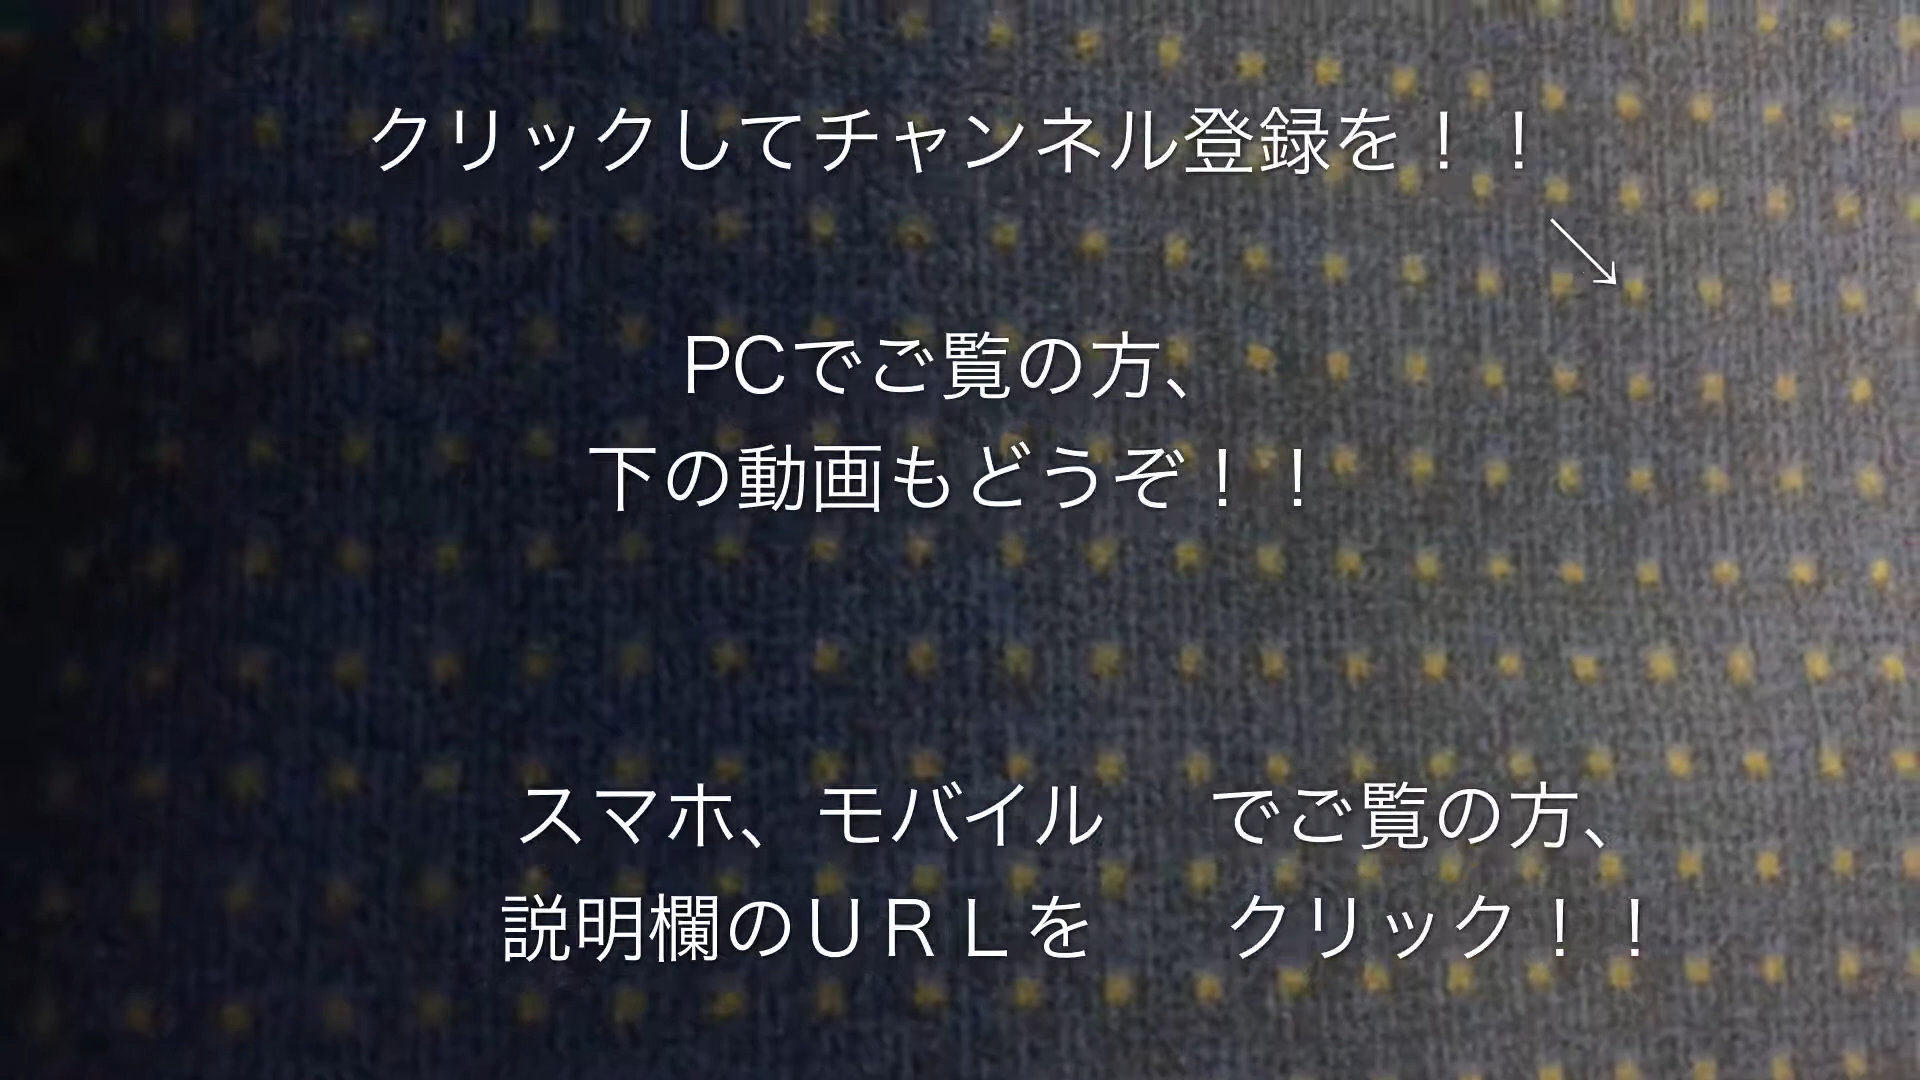 クリックしてチャンネル登録を！！
PCでご覧の方、
下の動画もどうぞ！！
スマホ、モバイル　でご覧の方、
説明欄のＵＲＬを　クリック！！